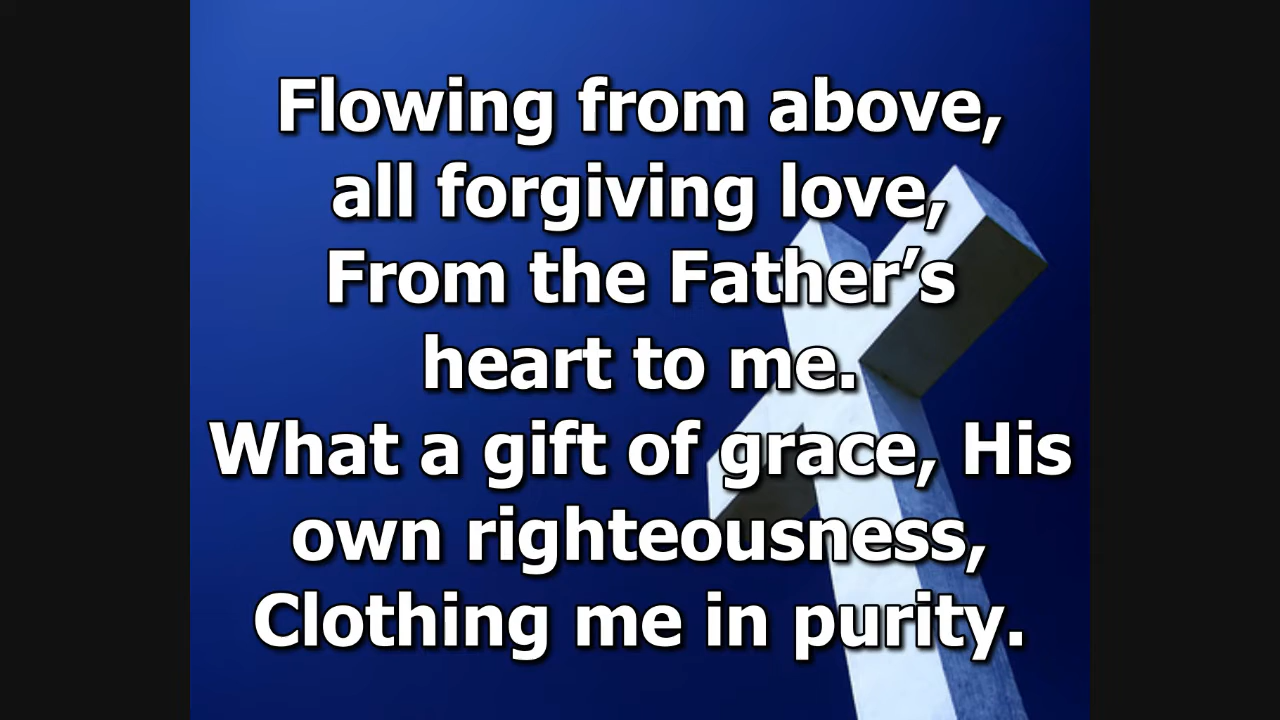 Flowing from above,
all forgiving love,
From the Father’s
heart to me.
What a gift of grace, His
own righteousness,
Clothing me in purity.